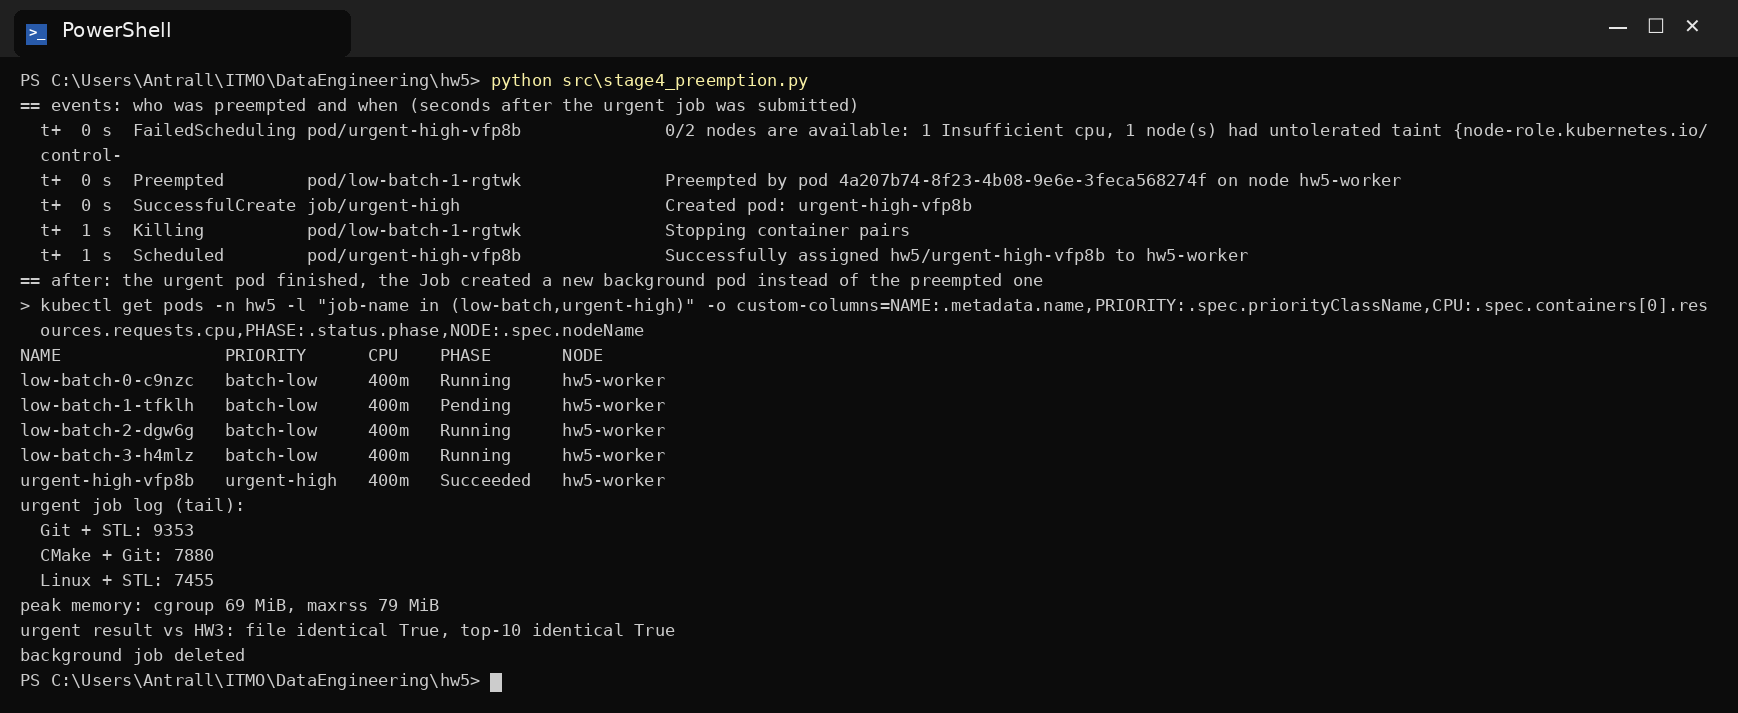 >_ PowerShell
PS C:\Users\Antrall\ITMO\DataEngineering\hw5> python src\stage4_preemption.py
== events: who was preempted and when (seconds after the urgent job was submitted)
  t+  0 s  FailedScheduling pod/urgent-high-vfp8b              0/2 nodes are available: 1 Insufficient cpu, 1 node(s) had untolerated taint {node-role.kubernetes.io/
  control-
  t+  0 s  Preempted        pod/low-batch-1-rgtwk              Preempted by pod 4a207b74-8f23-4b08-9e6e-3feca568274f on node hw5-worker
  t+  0 s  SuccessfulCreate job/urgent-high                    Created pod: urgent-high-vfp8b
  t+  1 s  Killing          pod/low-batch-1-rgtwk              Stopping container pairs
  t+  1 s  Scheduled        pod/urgent-high-vfp8b              Successfully assigned hw5/urgent-high-vfp8b to hw5-worker
== after: the urgent pod finished, the Job created a new background pod instead of the preempted one
> kubectl get pods -n hw5 -l "job-name in (low-batch,urgent-high)" -o custom-columns=NAME:.metadata.name,PRIORITY:.spec.priorityClassName,CPU:.spec.containers[0].res
  ources.requests.cpu,PHASE:.status.phase,NODE:.spec.nodeName
NAME                PRIORITY      CPU    PHASE       NODE
low-batch-0-c9nzc   batch-low     400m   Running     hw5-worker
low-batch-1-tfklh   batch-low     400m   Pending     hw5-worker
low-batch-2-dgw6g   batch-low     400m   Running     hw5-worker
low-batch-3-h4mlz   batch-low     400m   Running     hw5-worker
urgent-high-vfp8b   urgent-high   400m   Succeeded   hw5-worker
urgent job log (tail):
  Git + STL: 9353
  CMake + Git: 7880
  Linux + STL: 7455
peak memory: cgroup 69 MiB, maxrss 79 MiB
urgent result vs HW3: file identical True, top-10 identical True
background job deleted
PS C:\Users\Antrall\ITMO\DataEngineering\hw5>